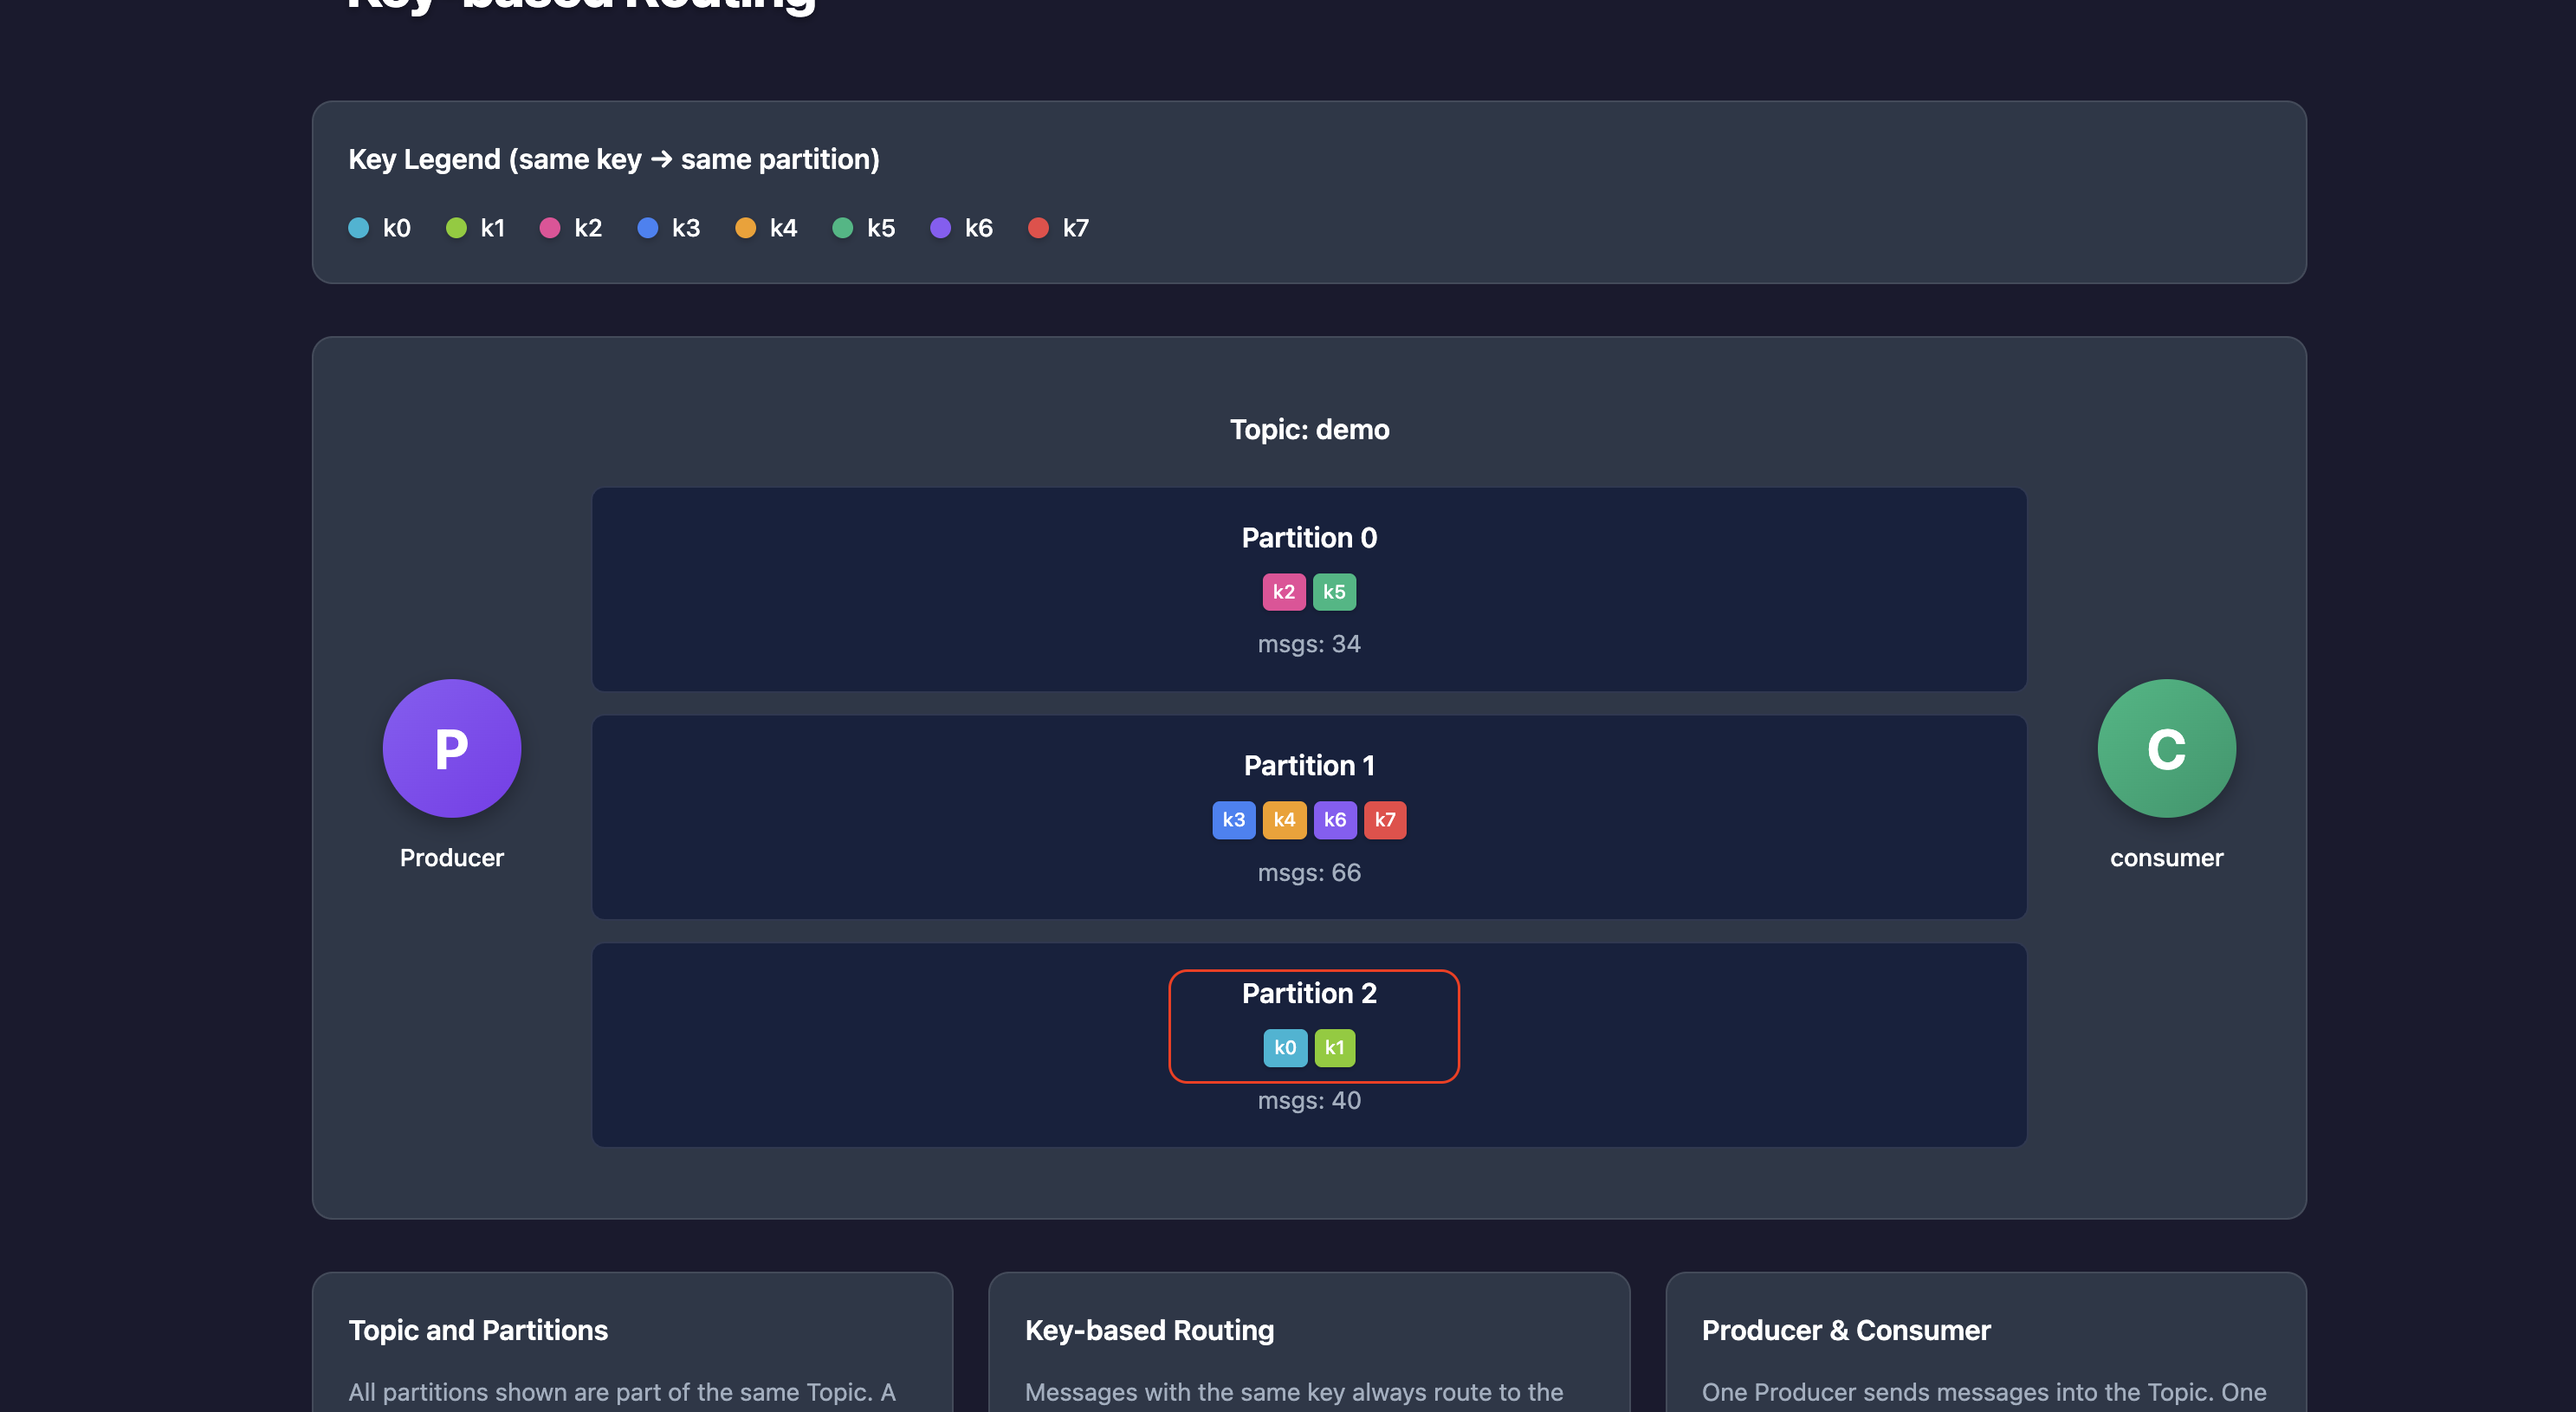 Key-based Routing
Key Legend (same key → same partition)
k0 k1 k2 k3 k4 k5 k6 k7
Topic: demo
Partition 0
k2 k5
msgs: 34
P
Producer
Partition 1
k3 k4 k6 k7
msgs: 66
C
consumer
Partition 2
k0 k1
msgs: 40
Topic and Partitions
All partitions shown are part of the same Topic. A
Key-based Routing
Messages with the same key always route to the
Producer & Consumer
One Producer sends messages into the Topic. One